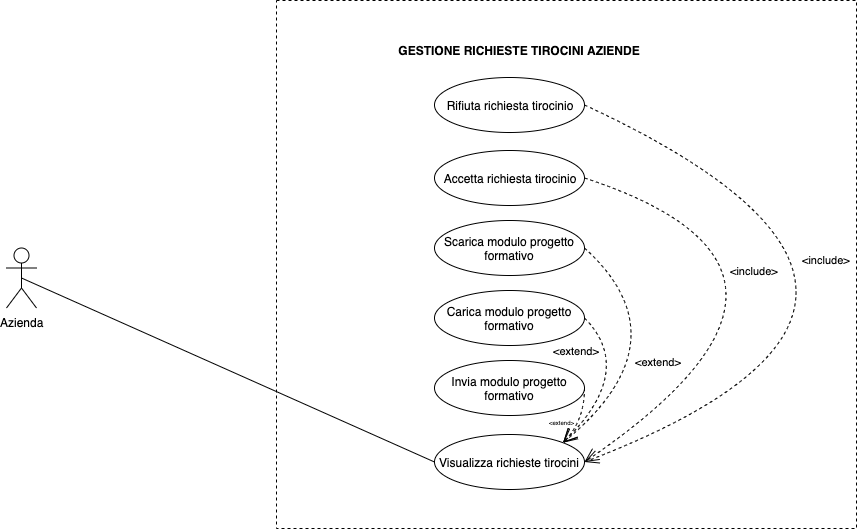 GESTIONE RICHIESTE TIROCINI AZIENDE
Rifiuta richiesta tirocinio
Accetta richiesta tirocinio
Scarica modulo progetto
formativo
<include>
<include>
Carica modulo progetto
formativo
Azienda
<extend>
<extend>
Invia modulo progetto
formativo
<extend>
Visualizza richieste tirocini